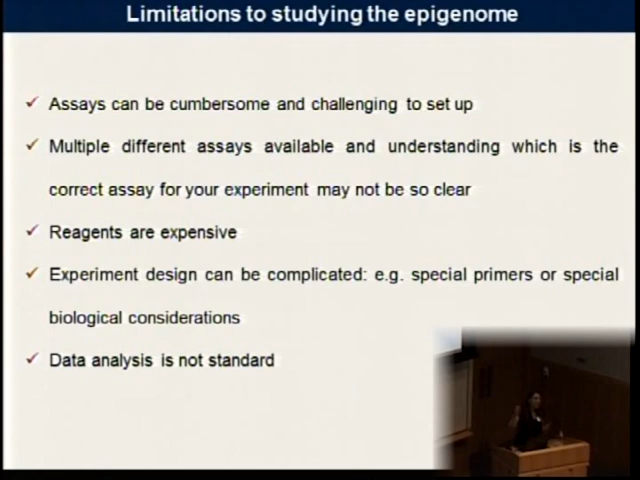 Limitations to studying the epigenome
✓ Assays can be cumbersome and challenging to set up
✓ Multiple different assays available and understanding which is the
correct assay for your experiment may not be so clear
✓ Reagents are expensive
✓ Experiment design can be complicated: e.g. special primers or special
biological considerations
✓ Data analysis is not standard